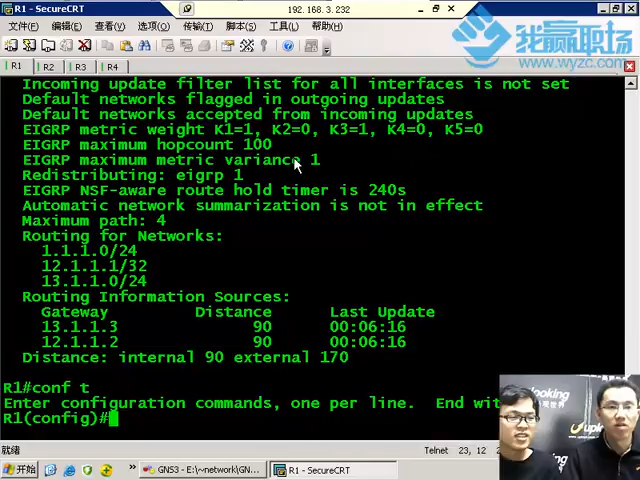 R1 - SecureCRT
192.168.3.232
文件(F) 编辑(E) 查看(V) 选项(O) 传输(T) 脚本(S) 工具(L) 帮助(H)
我赢职场
www.wyzc.com
R1 R2 R3 R4
Incoming update filter list for all interfaces is not set
Default networks flagged in outgoing updates
Default networks accepted from incoming updates
EIGRP metric weight K1=1, K2=0, K3=1, K4=0, K5=0
EIGRP maximum hopcount 100
EIGRP maximum metric variance 1
Redistributing: eigrp 1
EIGRP NSF-aware route hold timer is 240s
Automatic network summarization is not in effect
Maximum path: 4
Routing for Networks:
1.1.1.0/24
12.1.1.1/32
13.1.1.0/24
Routing Information Sources:
Gateway Distance Last Update
13.1.1.3 90 00:06:16
12.1.1.2 90 00:06:16
Distance: internal 90 external 170
R1#conf t
Enter configuration commands, one per line. End wit
R1(config)#
就绪 Telnet 23, 12
开始 GNS3 - E:\~network\GN... R1 - SecureCRT